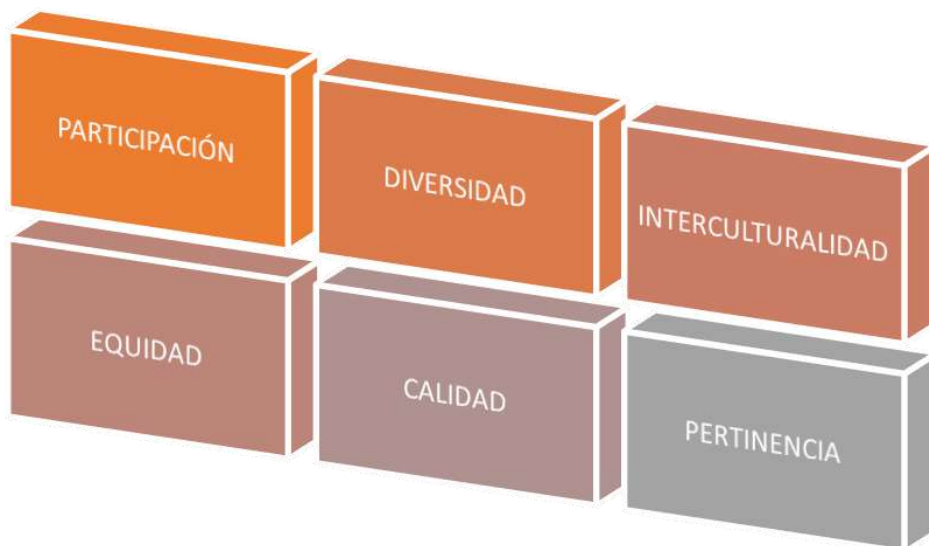 PARTICIPACIÓN
DIVERSIDAD
INTERCULTURALIDAD
EQUIDAD
CALIDAD
PERTINENCIA